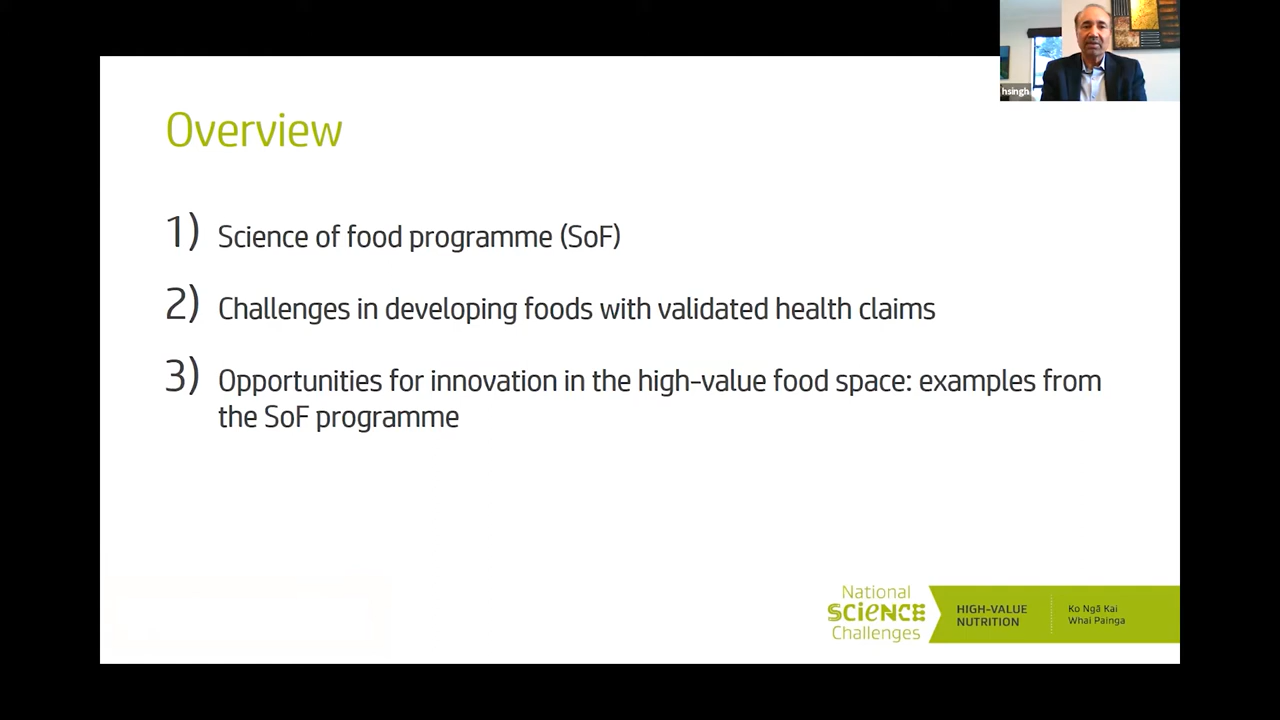 hsingh
Overview
1) Science of food programme (SoF)
2) Challenges in developing foods with validated health claims
3) Opportunities for innovation in the high-value food space: examples from
the SoF programme
National
SCIENCE
Challenges
HIGH-VALUE
NUTRITION
Ko Ngā Kai
Whai Painga